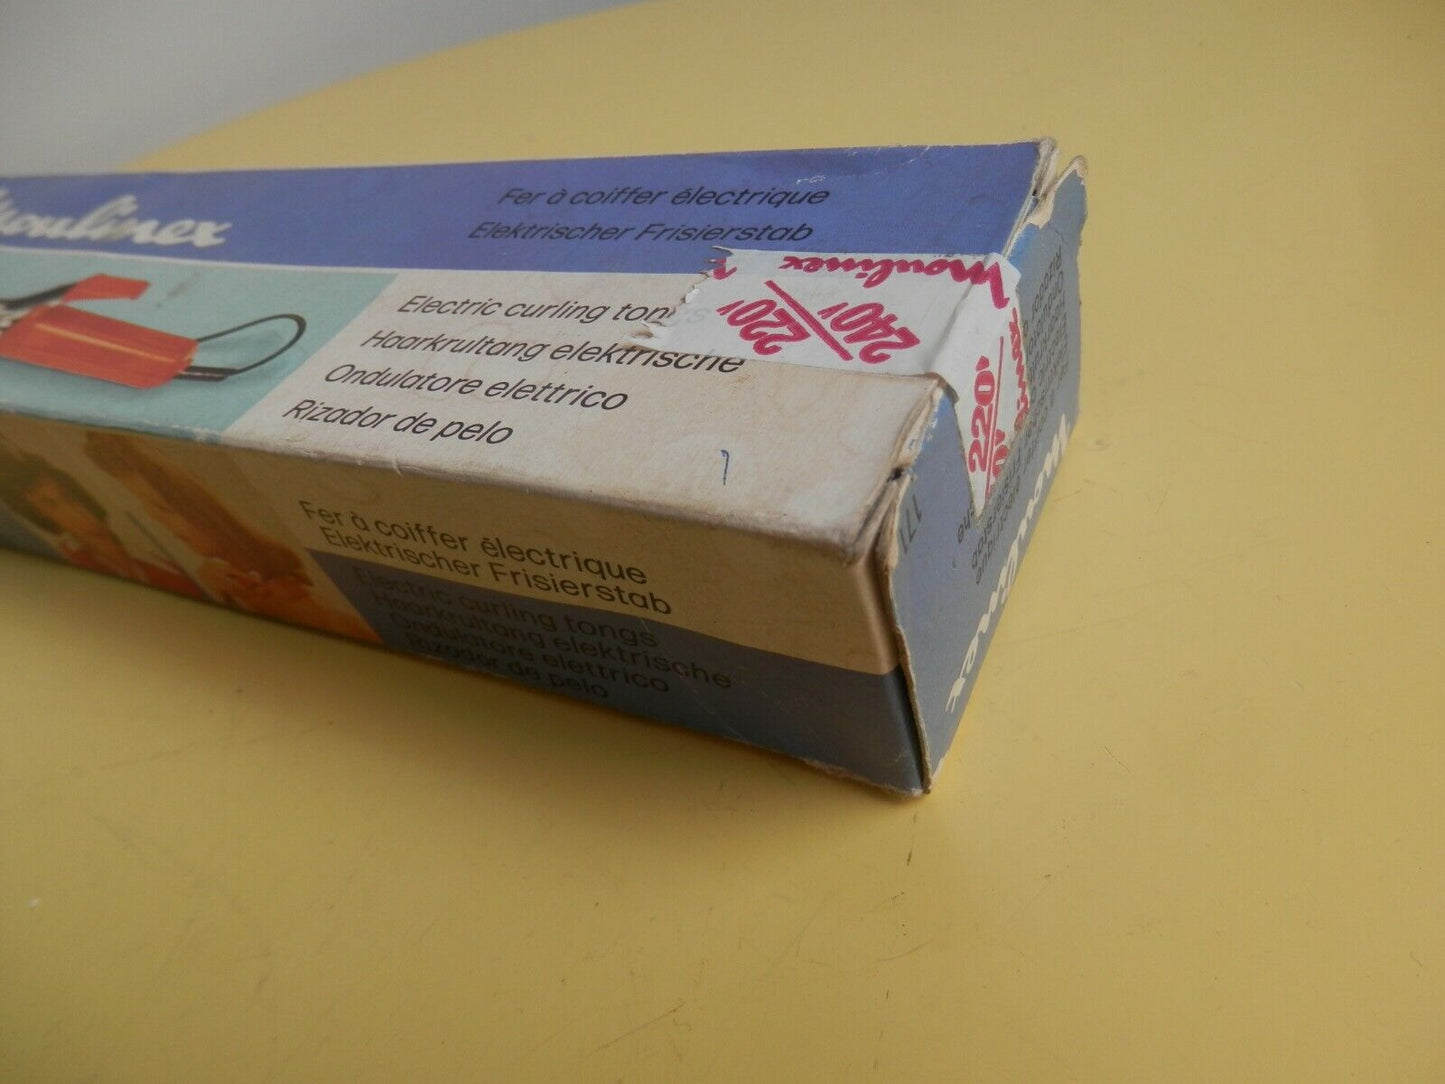 Moulinex
Fer à coiffer électrique
Elektrischer Frisierstab
Electric curling tongs
Haarkrultang elektrische
Ondulatore elettrico
Rizador de pelo
Moulinex
220V
240V
220V
Fer à coiffer électrique
Elektrischer Frisierstab
Electric curling tongs
Haarkrultang elektrische
Ondulatore elettrico
Rizador de pelo
Moulinex